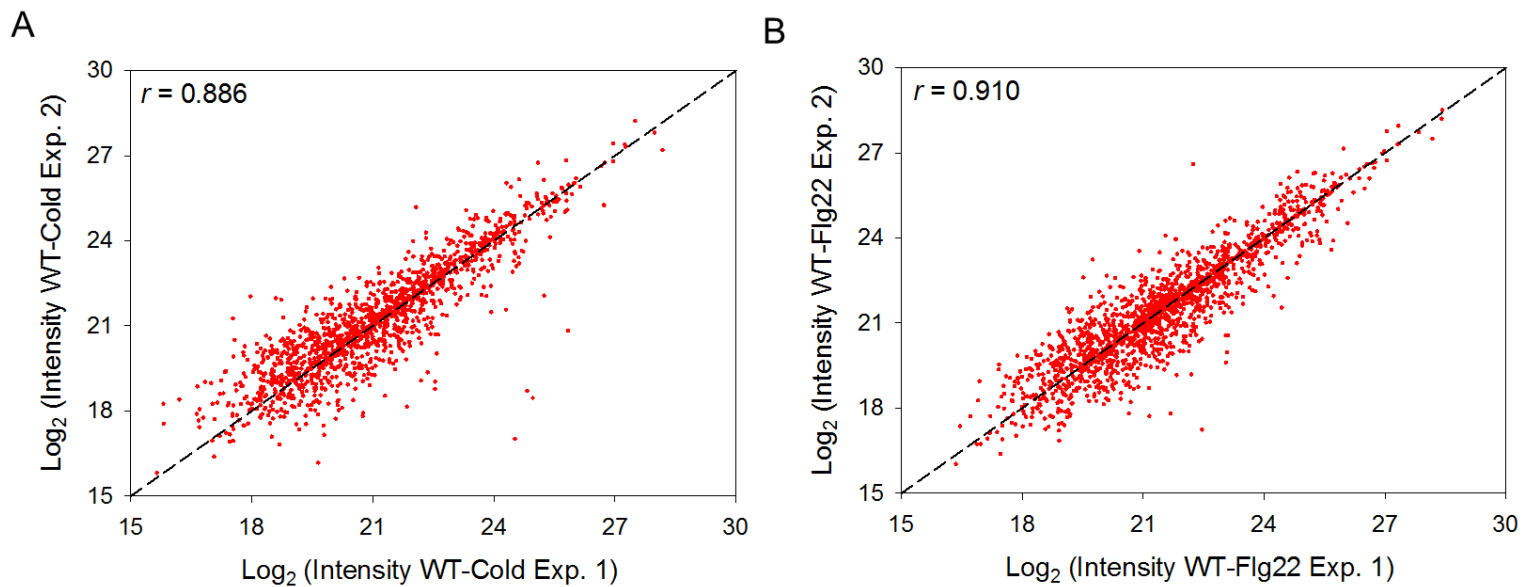 A
r = 0.886
30
27
24
21
18
15
Log₂ (Intensity WT-Cold Exp. 2)
15 18 21 24 27 30
Log₂ (Intensity WT-Cold Exp. 1)
B
r = 0.910
30
27
24
21
18
15
Log₂ (Intensity WT-Flg22 Exp. 2)
15 18 21 24 27 30
Log₂ (Intensity WT-Flg22 Exp. 1)